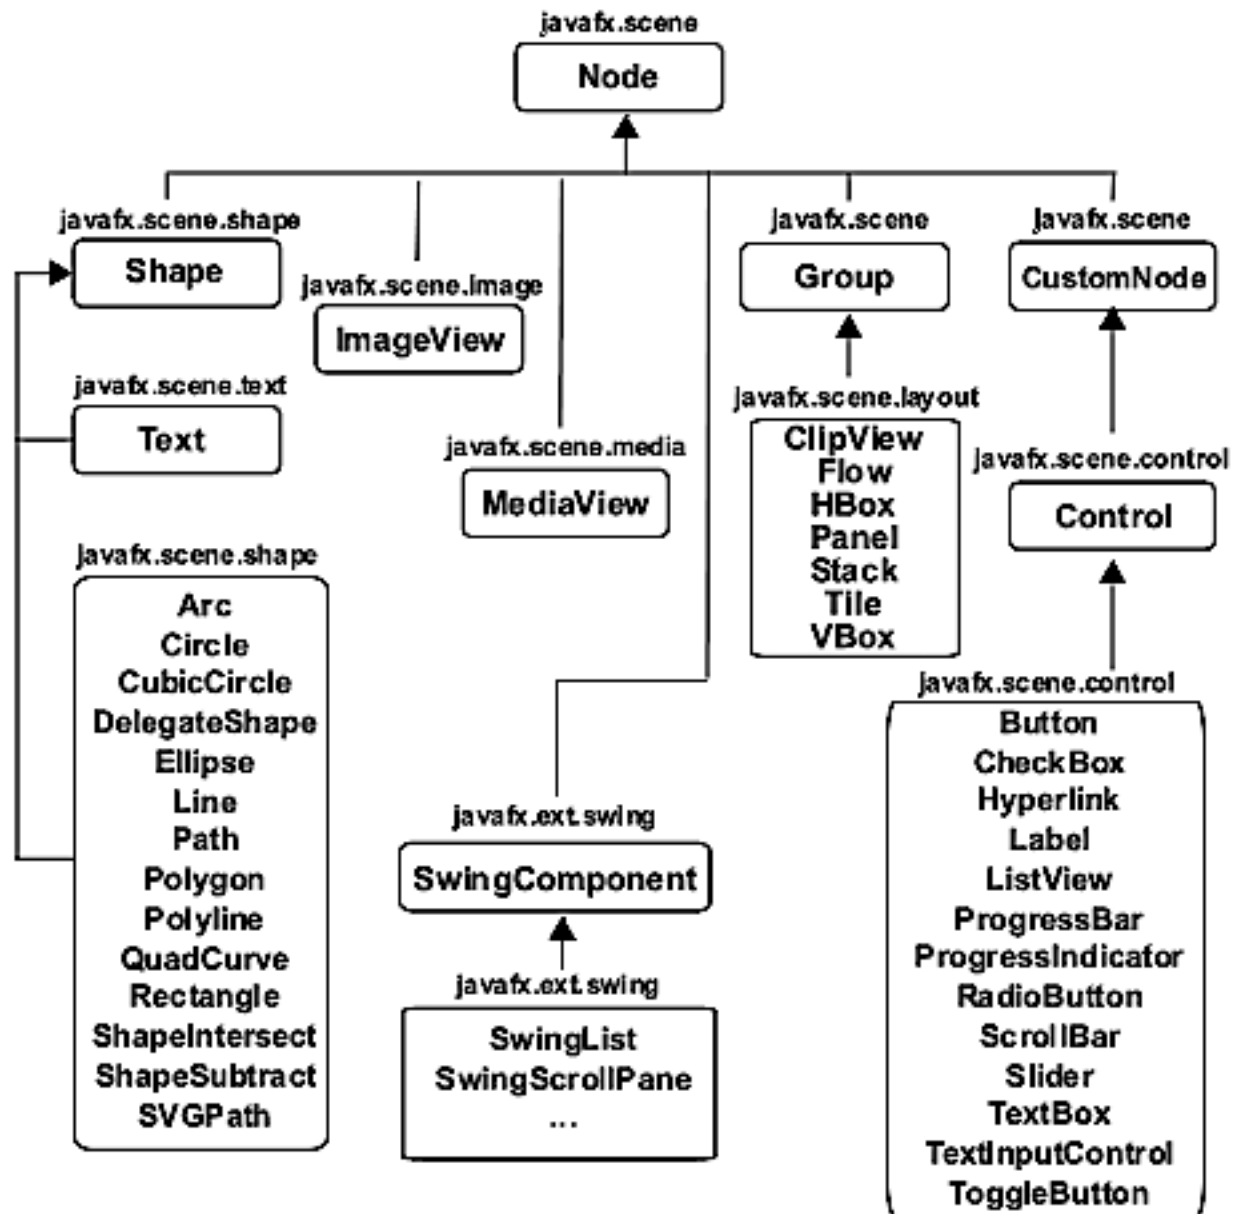 javafx.scene
Node
javafx.scene.shape
Shape
javafx.scene.image
ImageView
javafx.scene.media
MediaView
javafx.scene
Group
javafx.scene
CustomNode
javafx.scene.text
Text
javafx.scene.layout
ClipView
Flow
HBox
Panel
Stack
Tile
VBox
javafx.scene.control
Control
javafx.scene.shape
Arc
Circle
CubicCircle
DelegateShape
Ellipse
Line
Path
Polygon
Polyline
QuadCurve
Rectangle
ShapeIntersect
ShapeSubtract
SVGPath
javafx.ext.swing
SwingComponent
javafx.ext.swing
SwingList
SwingScrollPane
...
javafx.scene.control
Button
CheckBox
Hyperlink
Label
ListView
ProgressBar
ProgressIndicator
RadioButton
ScrollBar
Slider
TextBox
TextInputControl
ToggleButton